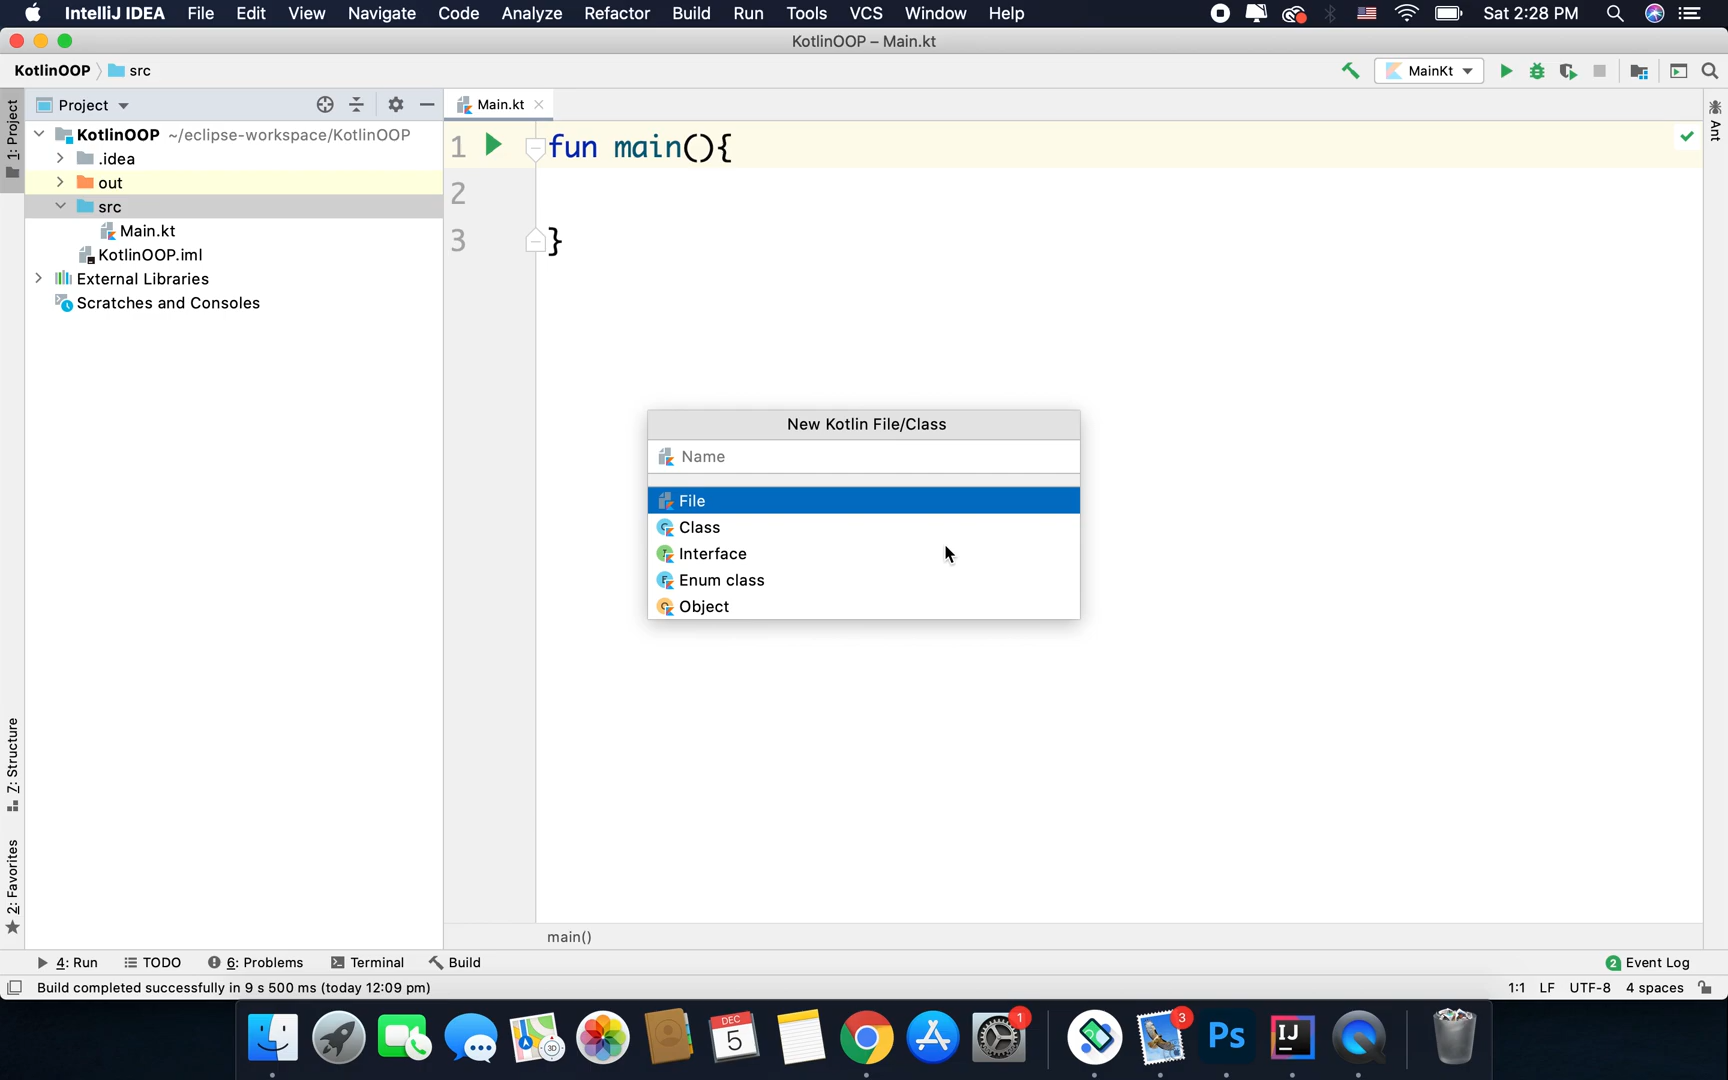 IntelliJ IDEA File Edit View Navigate Code Analyze Refactor Build Run Tools VCS Window Help Sat 2:28 PM
KotlinOOP – Main.kt
KotlinOOP src MainKt
1: Project
Project
Main.kt
Ant
KotlinOOP ~/eclipse-workspace/KotlinOOP
.idea
out
src
Main.kt
KotlinOOP.iml
External Libraries
Scratches and Consoles
1 fun main(){
2
3 }
New Kotlin File/Class
Name
File
Class
Interface
Enum class
Object
Z: Structure
2: Favorites
main()
4: Run TODO 6: Problems Terminal Build 2 Event Log
Build completed successfully in 9 s 500 ms (today 12:09 pm) 1:1 LF UTF-8 4 spaces
3D
DEC
5
1
3
Ps
IJ